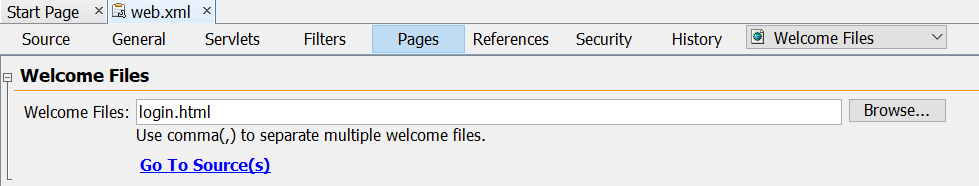 Start Page × web.xml ×
Source General Servlets Filters Pages References Security History Welcome Files
Welcome Files
Welcome Files: login.html Browse...
Use comma(,) to separate multiple welcome files.
Go To Source(s)